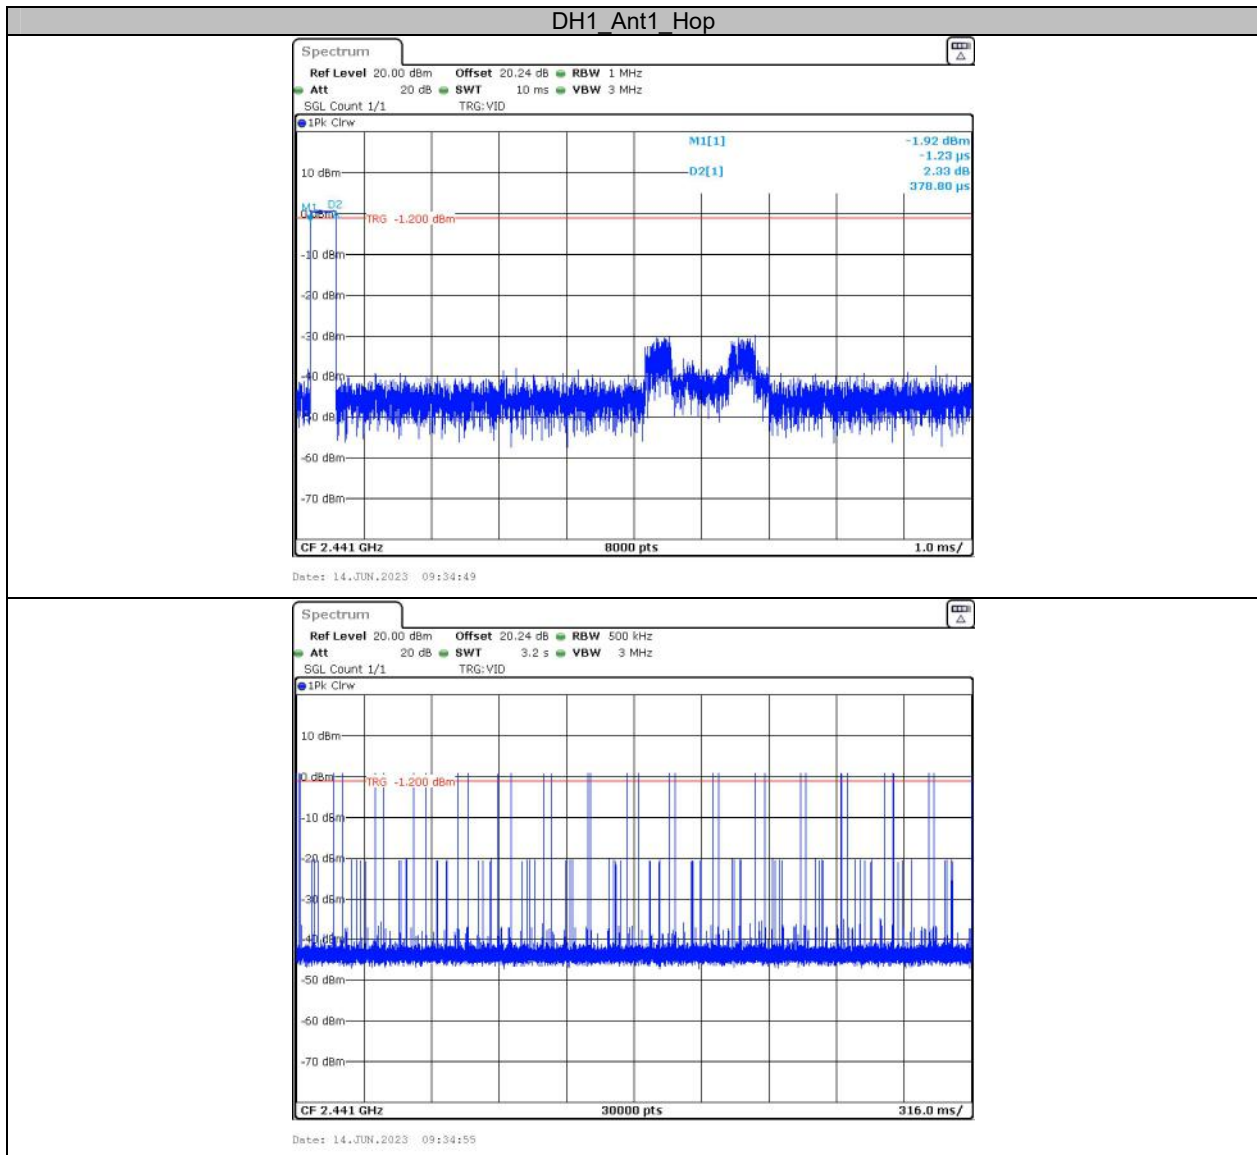 DH1_Ant1_Hop
Spectrum
Ref Level 20.00 dBm Offset 20.24 dB RBW 1 MHz
Att 20 dB SWT 10 ms VBW 3 MHz
SGL Count 1/1 TRG:VID
1Pk Clrw
M1[1] -1.92 dBm
-1.23 µs
10 dBm D2[1] 2.33 dB
378.80 µs
M1 D2
0 dBm
TRG -1.200 dBm
-10 dBm
-20 dBm
-30 dBm
-40 dBm
-50 dBm
-60 dBm
-70 dBm
CF 2.441 GHz 8000 pts 1.0 ms/
Date: 14.JUN.2023 09:34:49
Spectrum
Ref Level 20.00 dBm Offset 20.24 dB RBW 500 kHz
Att 20 dB SWT 3.2 s VBW 3 MHz
SGL Count 1/1 TRG:VID
1Pk Clrw
10 dBm
0 dBm
TRG -1.200 dBm
-10 dBm
-20 dBm
-30 dBm
-40 dBm
-50 dBm
-60 dBm
-70 dBm
CF 2.441 GHz 30000 pts 316.0 ms/
Date: 14.JUN.2023 09:34:55